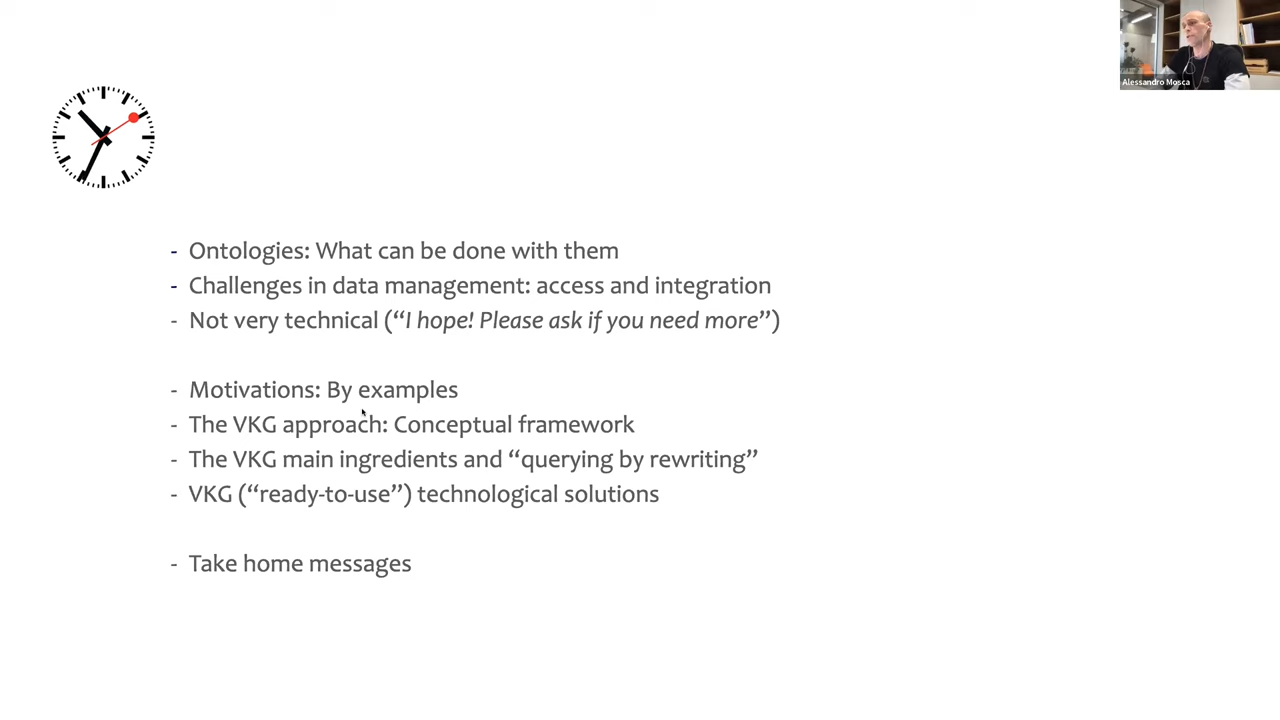 Alessandro Mosca
- Ontologies: What can be done with them
- Challenges in data management: access and integration
- Not very technical (“I hope! Please ask if you need more”)
- Motivations: By examples
- The VKG approach: Conceptual framework
- The VKG main ingredients and “querying by rewriting”
- VKG (“ready-to-use”) technological solutions
- Take home messages